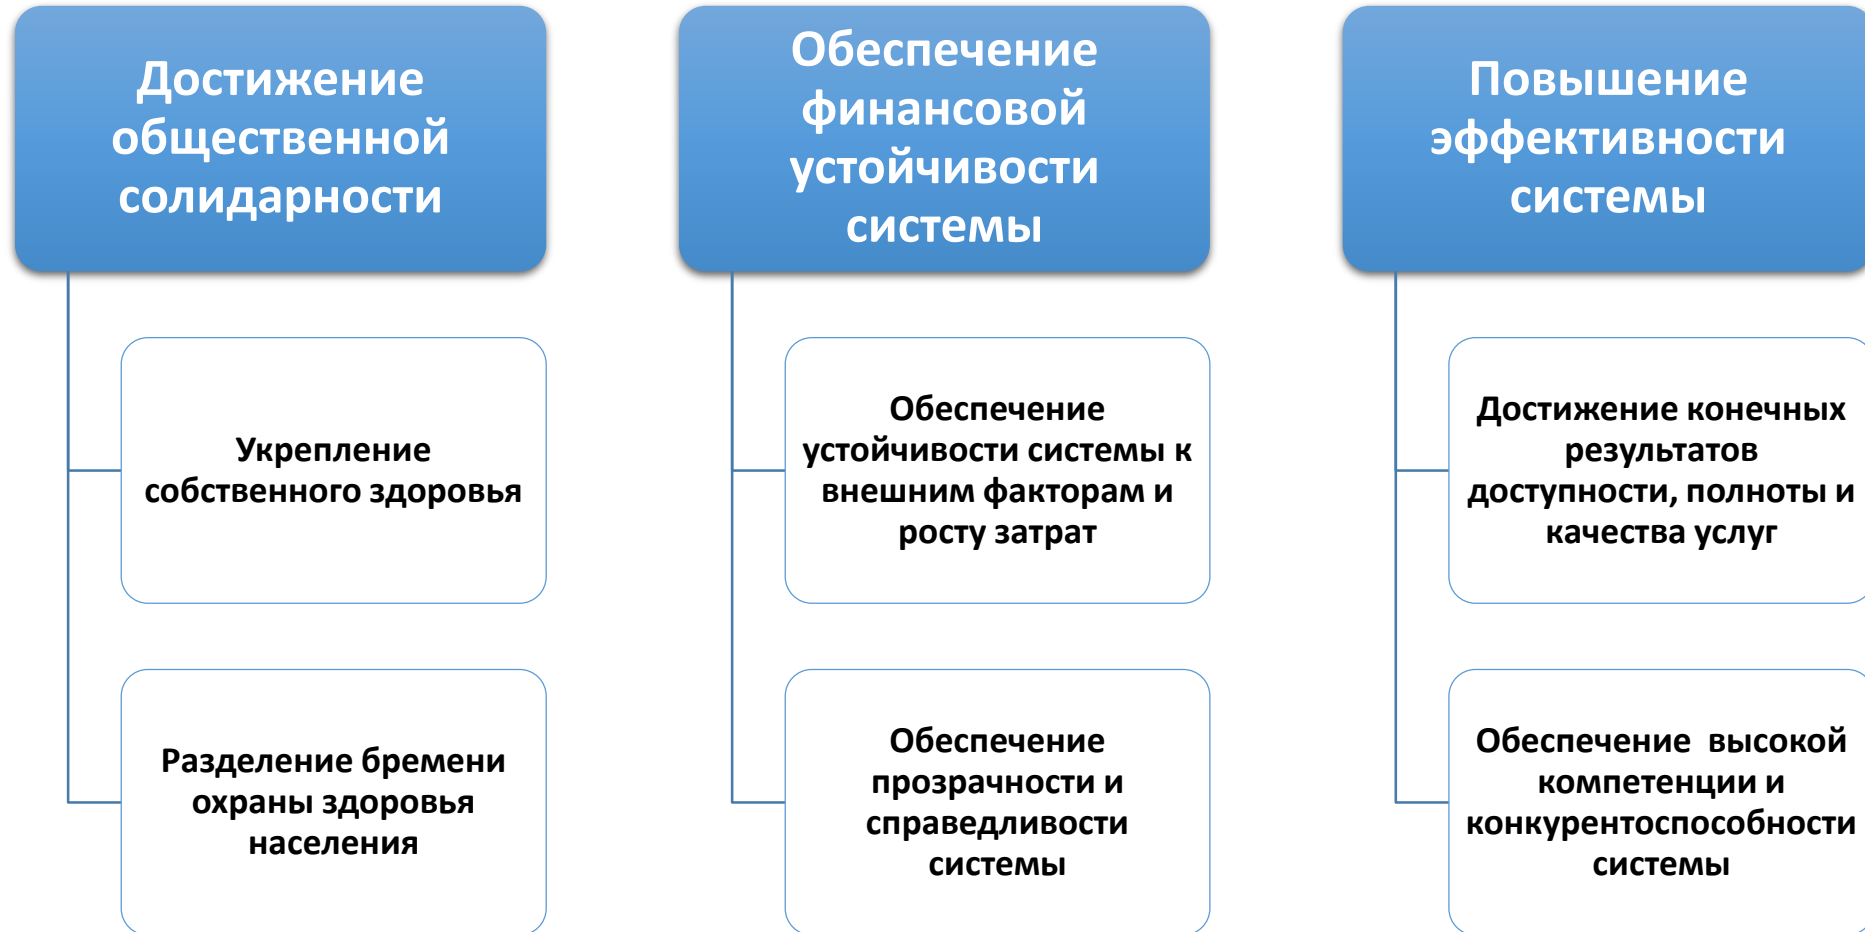 Достижение
общественной
солидарности
Укрепление
собственного здоровья
Разделение бремени
охраны здоровья
населения
Обеспечение
финансовой
устойчивости
системы
Обеспечение
устойчивости системы к
внешним факторам и
росту затрат
Обеспечение
прозрачности и
справедливости
системы
Повышение
эффективности
системы
Достижение конечных
результатов
доступности, полноты и
качества услуг
Обеспечение высокой
компетенции и
конкурентоспособности
системы